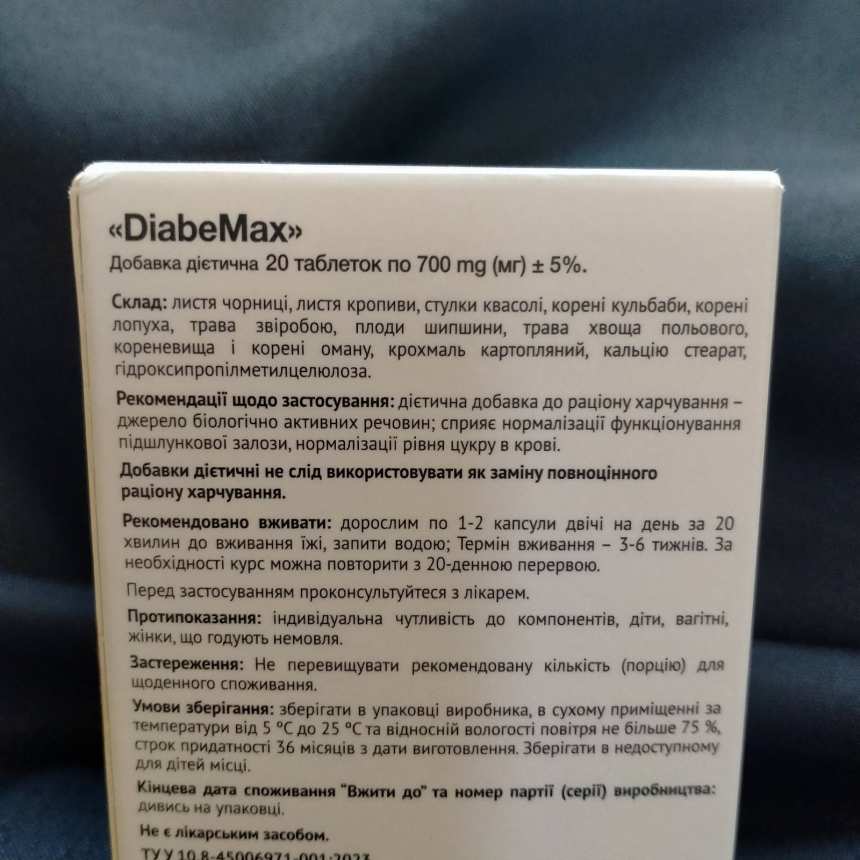 «DiabeMax»
Добавка дієтична 20 таблеток по 700 mg (мг) ± 5%.
Склад: листя чорниці, листя кропиви, стулки квасолі, корені кульбаби, корені
лопуха, трава звіробою, плоди шипшини, трава хвоща польового,
кореневища і корені оману, крохмаль картопляний, кальцію стеарат,
гідроксипропілметилцелюлоза.
Рекомендації щодо застосування: дієтична добавка до раціону харчування –
джерело біологічно активних речовин; сприяє нормалізації функціонування
підшлункової залози, нормалізації рівня цукру в крові.
Добавки дієтичні не слід використовувати як заміну повноцінного
раціону харчування.
Рекомендовано вживати: дорослим по 1-2 капсули двічі на день за 20
хвилин до вживання їжі, запити водою; Термін вживання – 3-6 тижнів. За
необхідності курс можна повторити з 20-денною перервою.
Перед застосуванням проконсультуйтеся з лікарем.
Протипоказання: індивідуальна чутливість до компонентів, діти, вагітні,
жінки, що годують немовля.
Застереження: Не перевищувати рекомендовану кількість (порцію) для
щоденного споживання.
Умови зберігання: зберігати в упаковці виробника, в сухому приміщенні за
температури від 5 ºС до 25 ºС та відносній вологості повітря не більше 75 %,
строк придатності 36 місяців з дати виготовлення. Зберігати в недоступному
для дітей місці.
Кінцева дата споживання "Вжити до" та номер партії (серії) виробництва:
дивись на упаковці.
Не є лікарським засобом.
ТУ У 10.8-45006971-001:2023